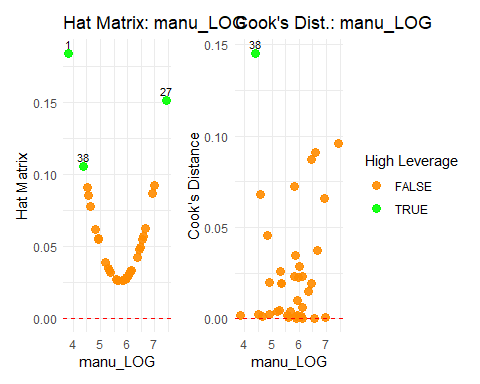 Hat Matrix: manu_LOG
Cook's Dist.: manu_LOG
Hat Matrix
0.15
0.10
0.05
0.00
1
27
38
4 5 6 7
manu_LOG
Cook's Distance
0.15
0.10
0.05
0.00
38
4 5 6 7
manu_LOG
High Leverage
FALSE
TRUE